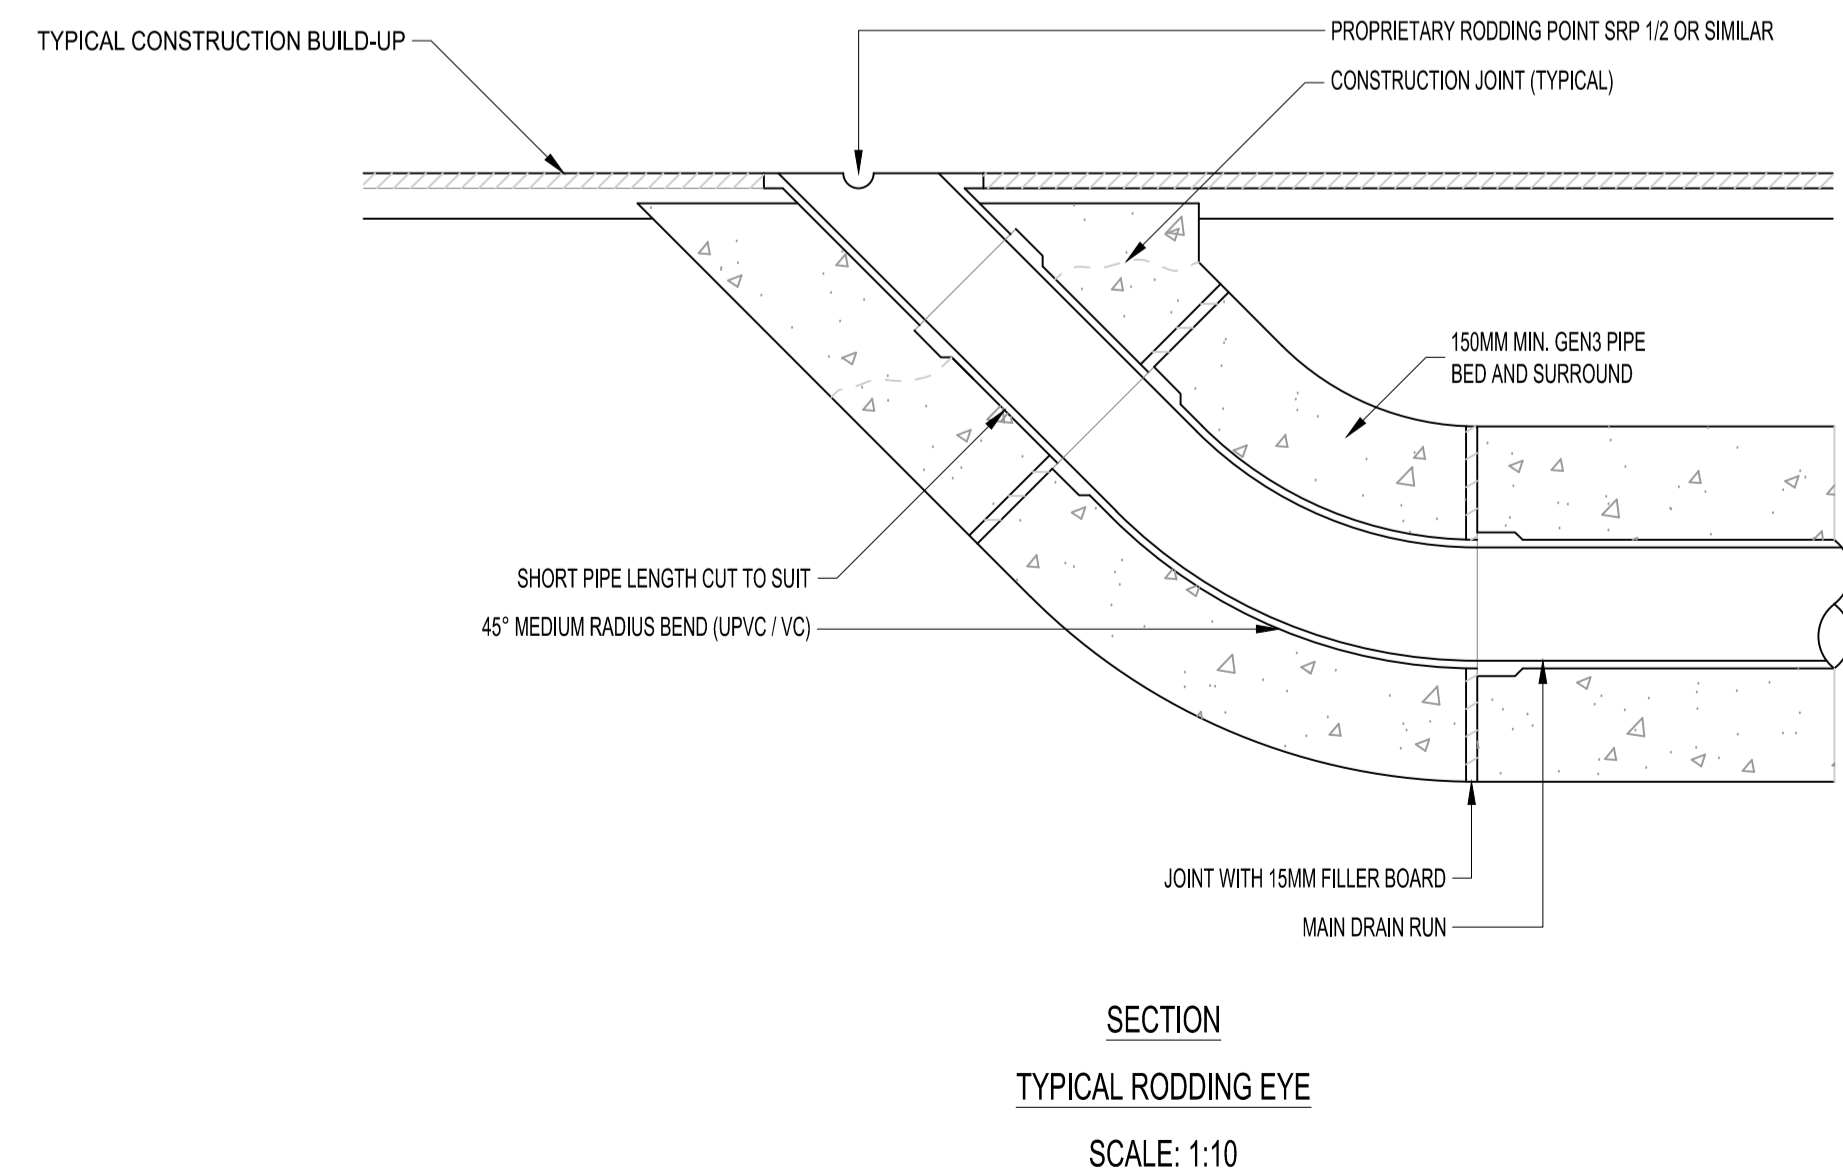 TYPICAL CONSTRUCTION BUILD-UP
PROPRIETARY RODDING POINT SRP 1/2 OR SIMILAR
CONSTRUCTION JOINT (TYPICAL)
150MM MIN. GEN3 PIPE
BED AND SURROUND
SHORT PIPE LENGTH CUT TO SUIT
45° MEDIUM RADIUS BEND (UPVC / VC)
JOINT WITH 15MM FILLER BOARD
MAIN DRAIN RUN
SECTION
TYPICAL RODDING EYE
SCALE: 1:10